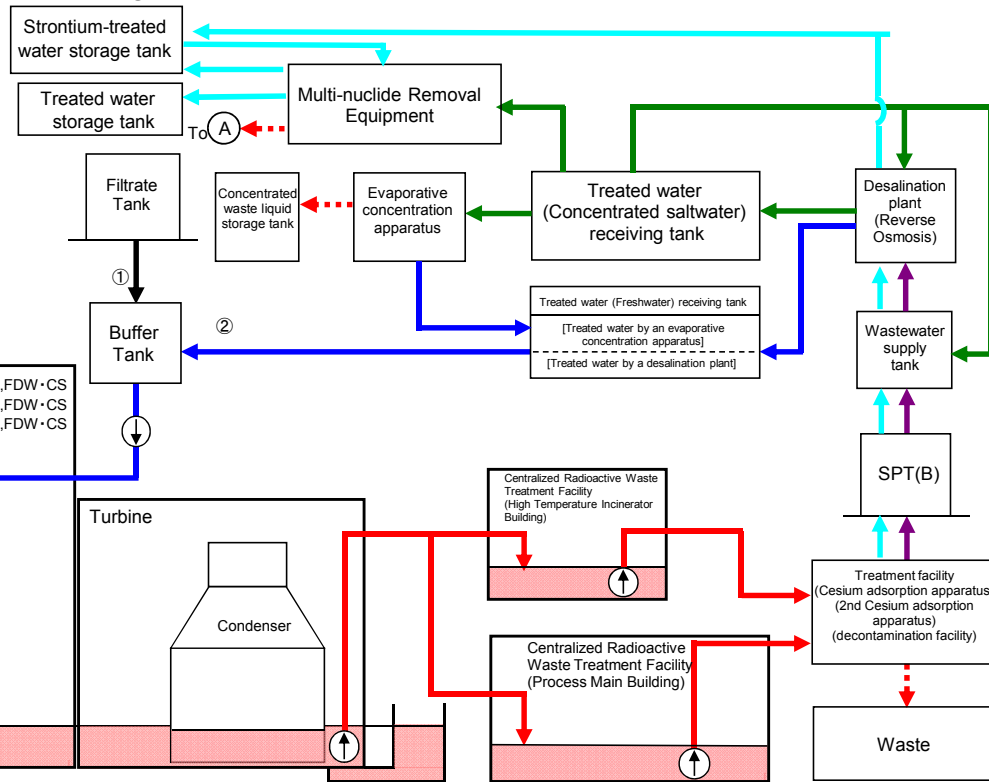 Strontium-treated
water storage tank
Treated water
storage tank
To
A
Multi-nuclide Removal
Equipment
Filtrate
Tank
Concentrated
waste liquid
storage tank
Evaporative
concentration
apparatus
Treated water
(Concentrated saltwater)
receiving tank
Desalination
plant
(Reverse
Osmosis)
①
②
Buffer
Tank
Treated water (Freshwater) receiving tank
[Treated water by an evaporative
concentration apparatus]
[Treated water by a desalination plant]
Wastewater
supply
tank
,FDW・CS
,FDW・CS
,FDW・CS
SPT(B)
Turbine
Condenser
Centralized Radioactive Waste
Treatment Facility
(High Temperature Incinerator
Building)
Centralized Radioactive
Waste Treatment Facility
(Process Main Building)
Treatment facility
(Cesium adsorption apparatus
(2nd Cesium adsorption
apparatus)
(decontamination facility)
Waste